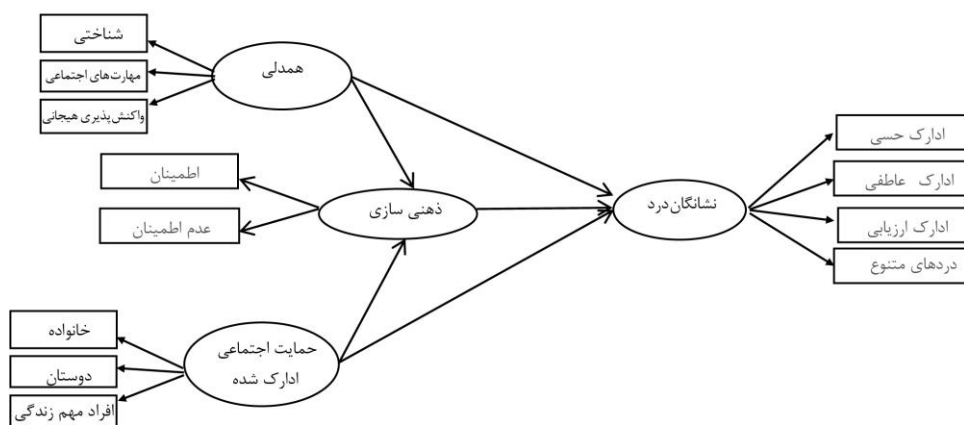 شناختی
مهارت‌های اجتماعی
واکنش‌پذیری هیجانی
همدلی
اطمینان
عدم اطمینان
ذهنی سازی
نشانگان درد
ادارک حسی
ادارک عاطفی
ادارک ارزیابی
دردهای متنوع
خانواده
دوستان
افراد مهم زندگی
حمایت اجتماعی
ادارک شده